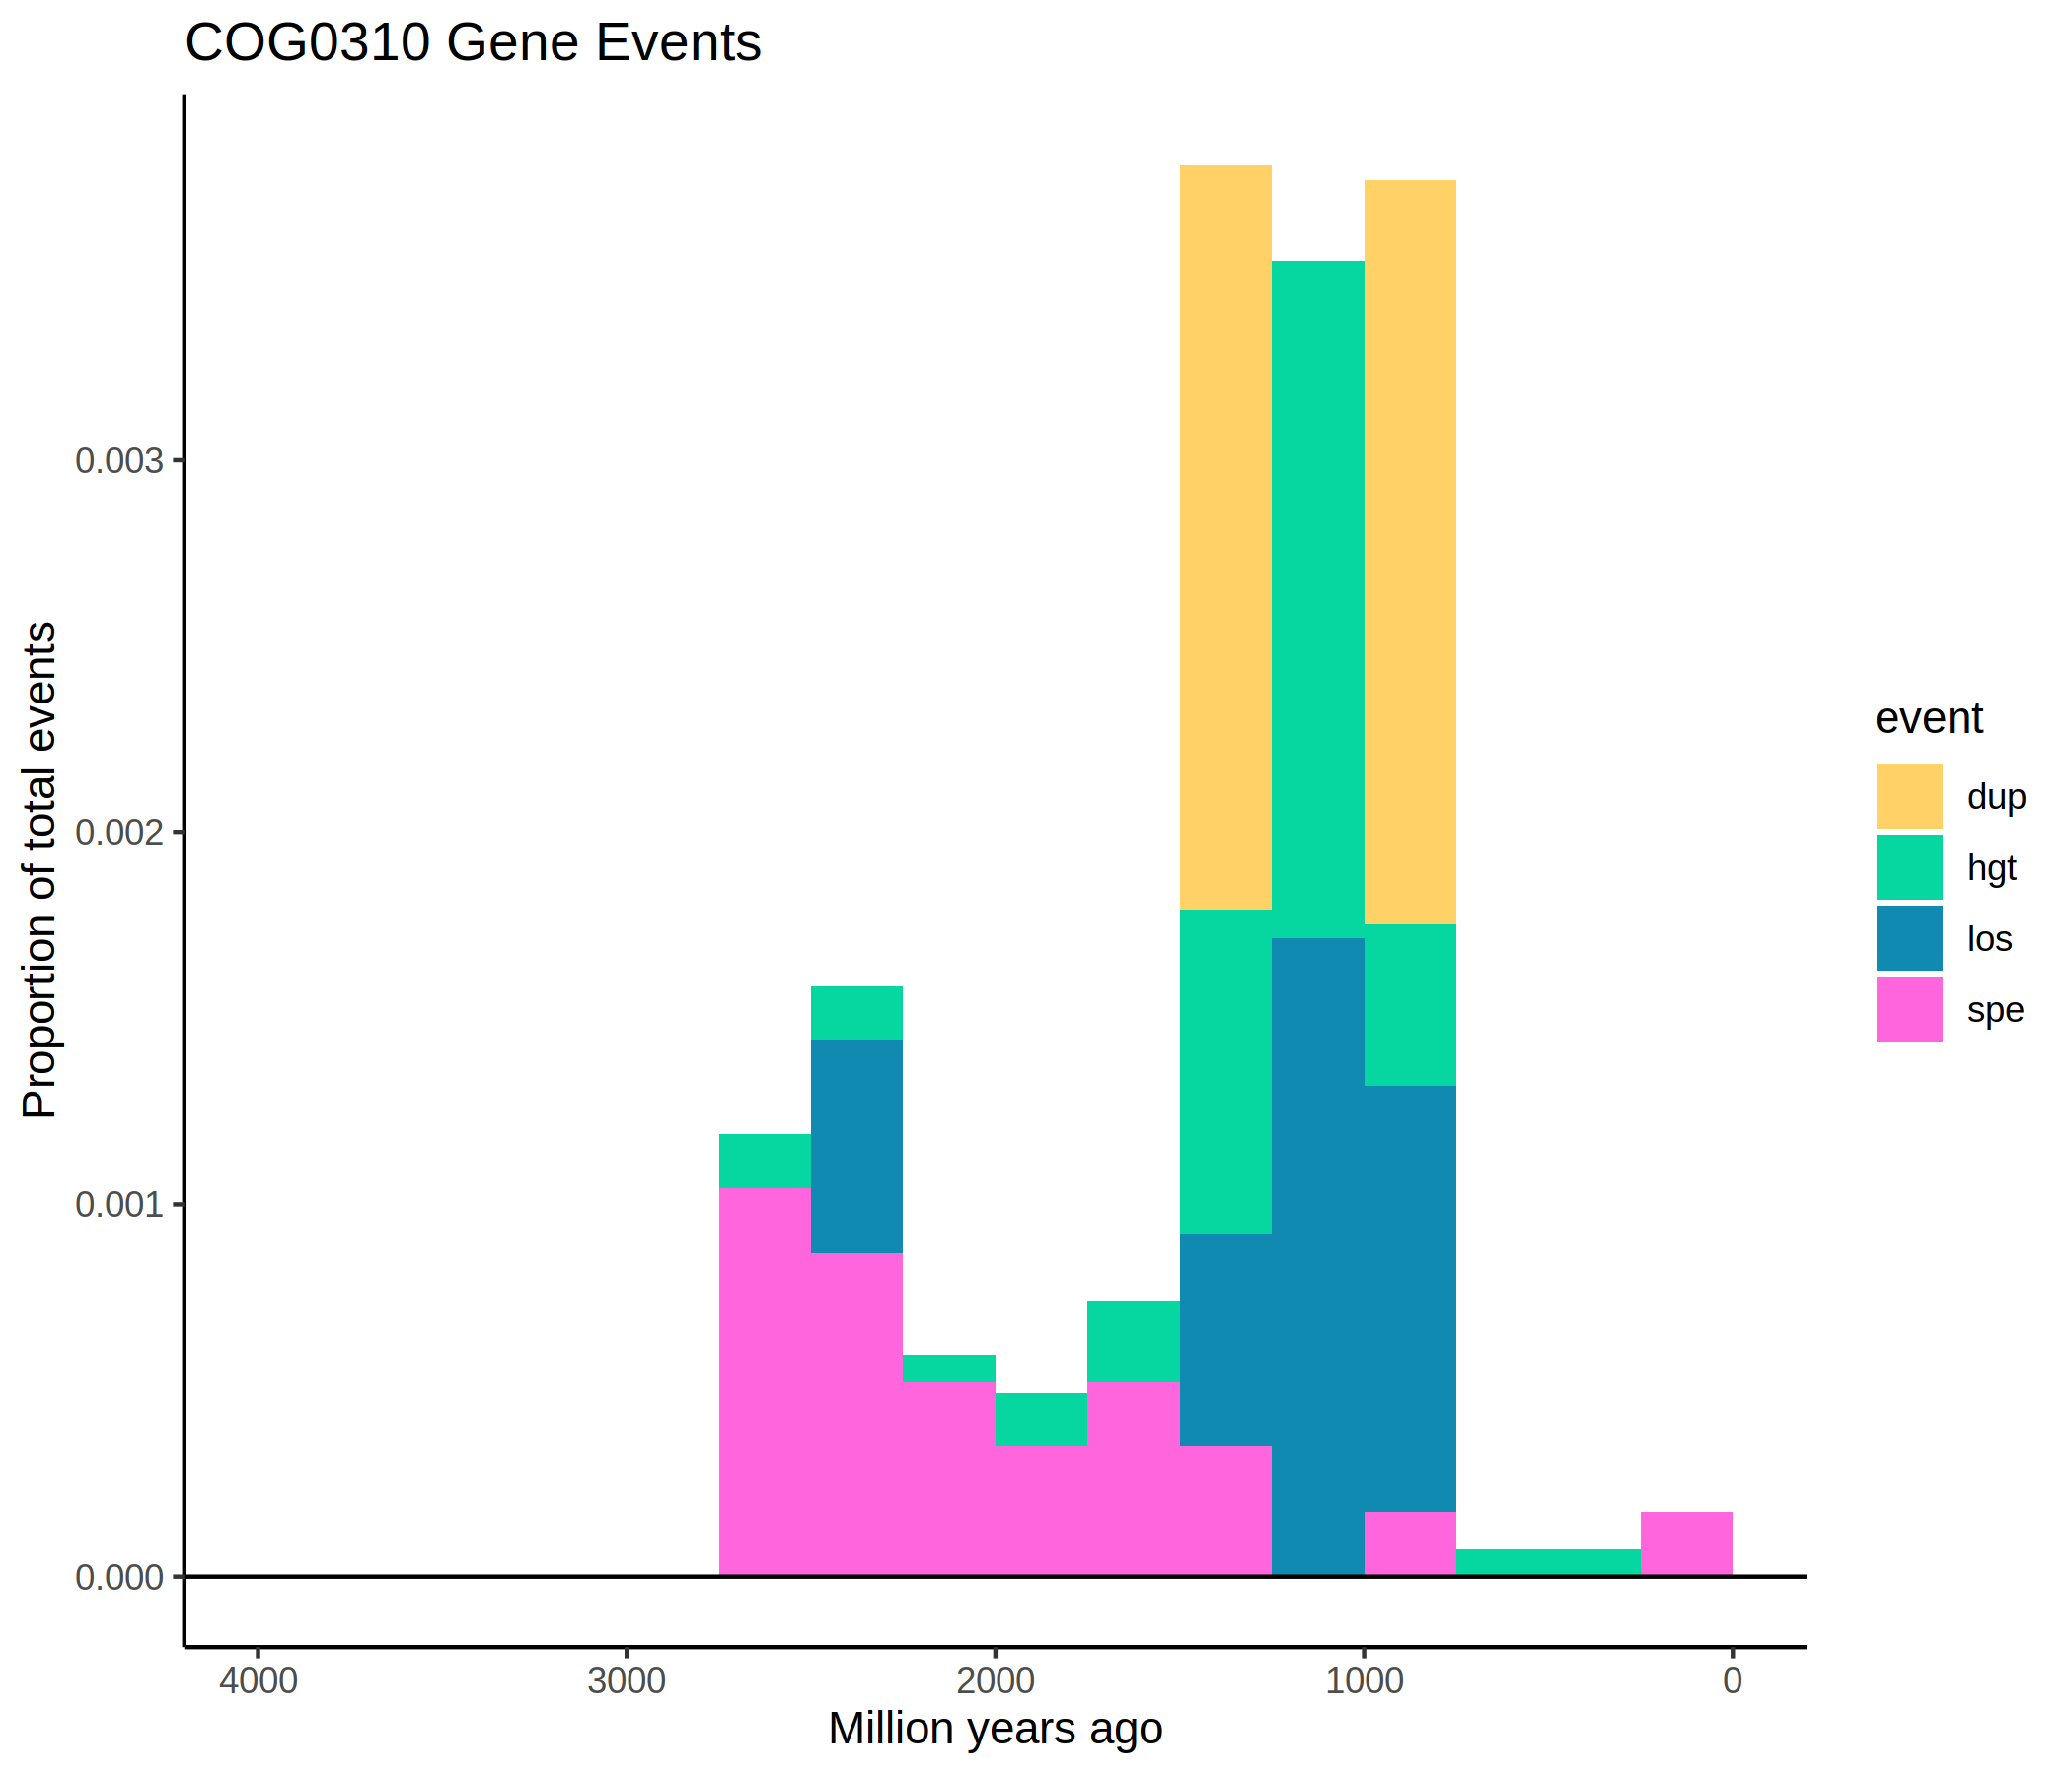 COG0310 Gene Events
Proportion of total events
0.003
0.002
0.001
0.000
4000 3000 2000 1000 0
Million years ago
event
dup
hgt
los
spe